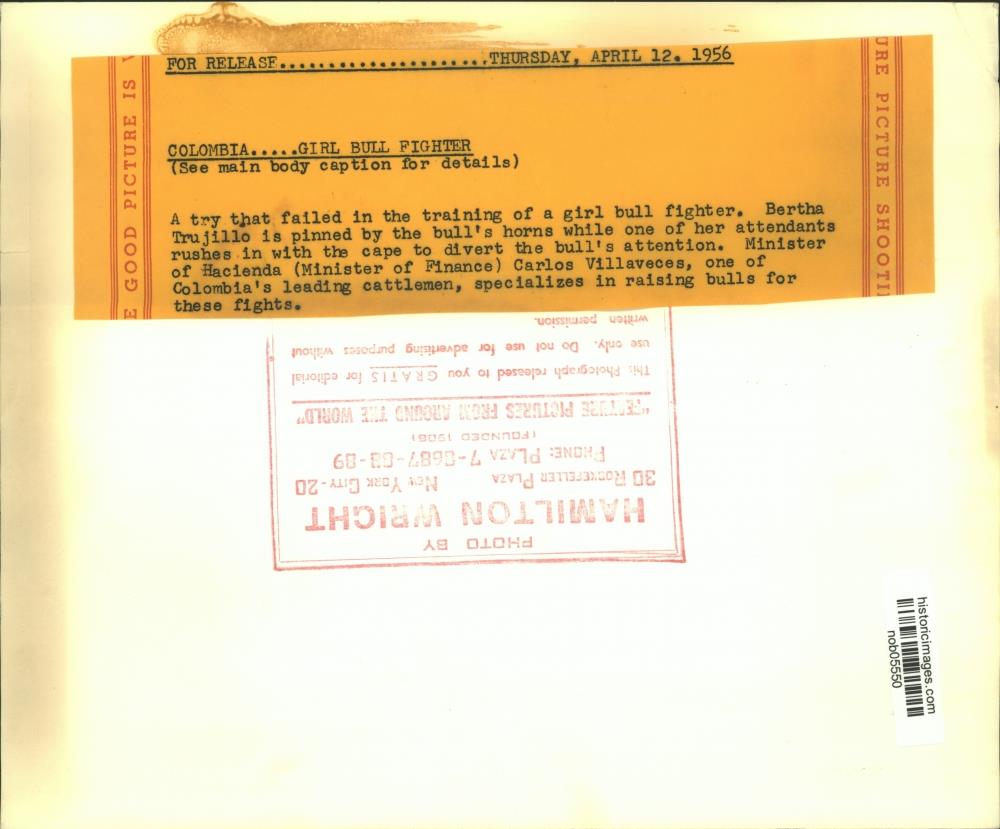 FOR RELEASE......................THURSDAY, APRIL 12. 1956
COLOMBIA.....GIRL BULL FIGHTER
(See main body caption for details)
A try that failed in the training of a girl bull fighter. Bertha
Trujillo is pinned by the bull's horns while one of her attendants
rushes in with the cape to divert the bull's attention. Minister
of Hacienda (Minister of Finance) Carlos Villaveces, one of
Colombia's leading cattlemen, specializes in raising bulls for
these fights.
E GOOD PICTURE IS
URE PICTURE SHOOTI
PHOTO BY
HAMILTON WRIGHT
30 ROCKEFELLER PLAZA NEW YORK CITY-20
PHONE: PLAZA 7-8687-88-89
(FOUNDED 1908)
"FEATURE PICTURES FROM AROUND THE WORLD"
This Photograph released to you GRATIS for editorial
use only. Do not use for advertising purposes without
written permission.
historicimages.com
nob05550